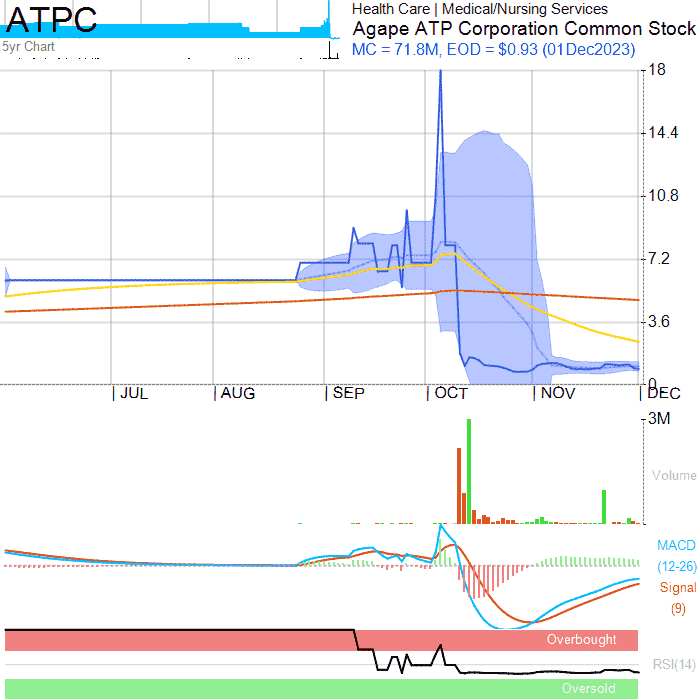 ATPC
Health Care | Medical/Nursing Services
Agape ATP Corporation Common Stock
5yr Chart
MC = 71.8M, EOD = $0.93 (01Dec2023)
18
14.4
10.8
7.2
3.6
0
JUL
AUG
SEP
OCT
NOV
DEC
3M
Volume
MACD
(12-26)
Signal
(9)
Overbought
RSI(14)
Oversold